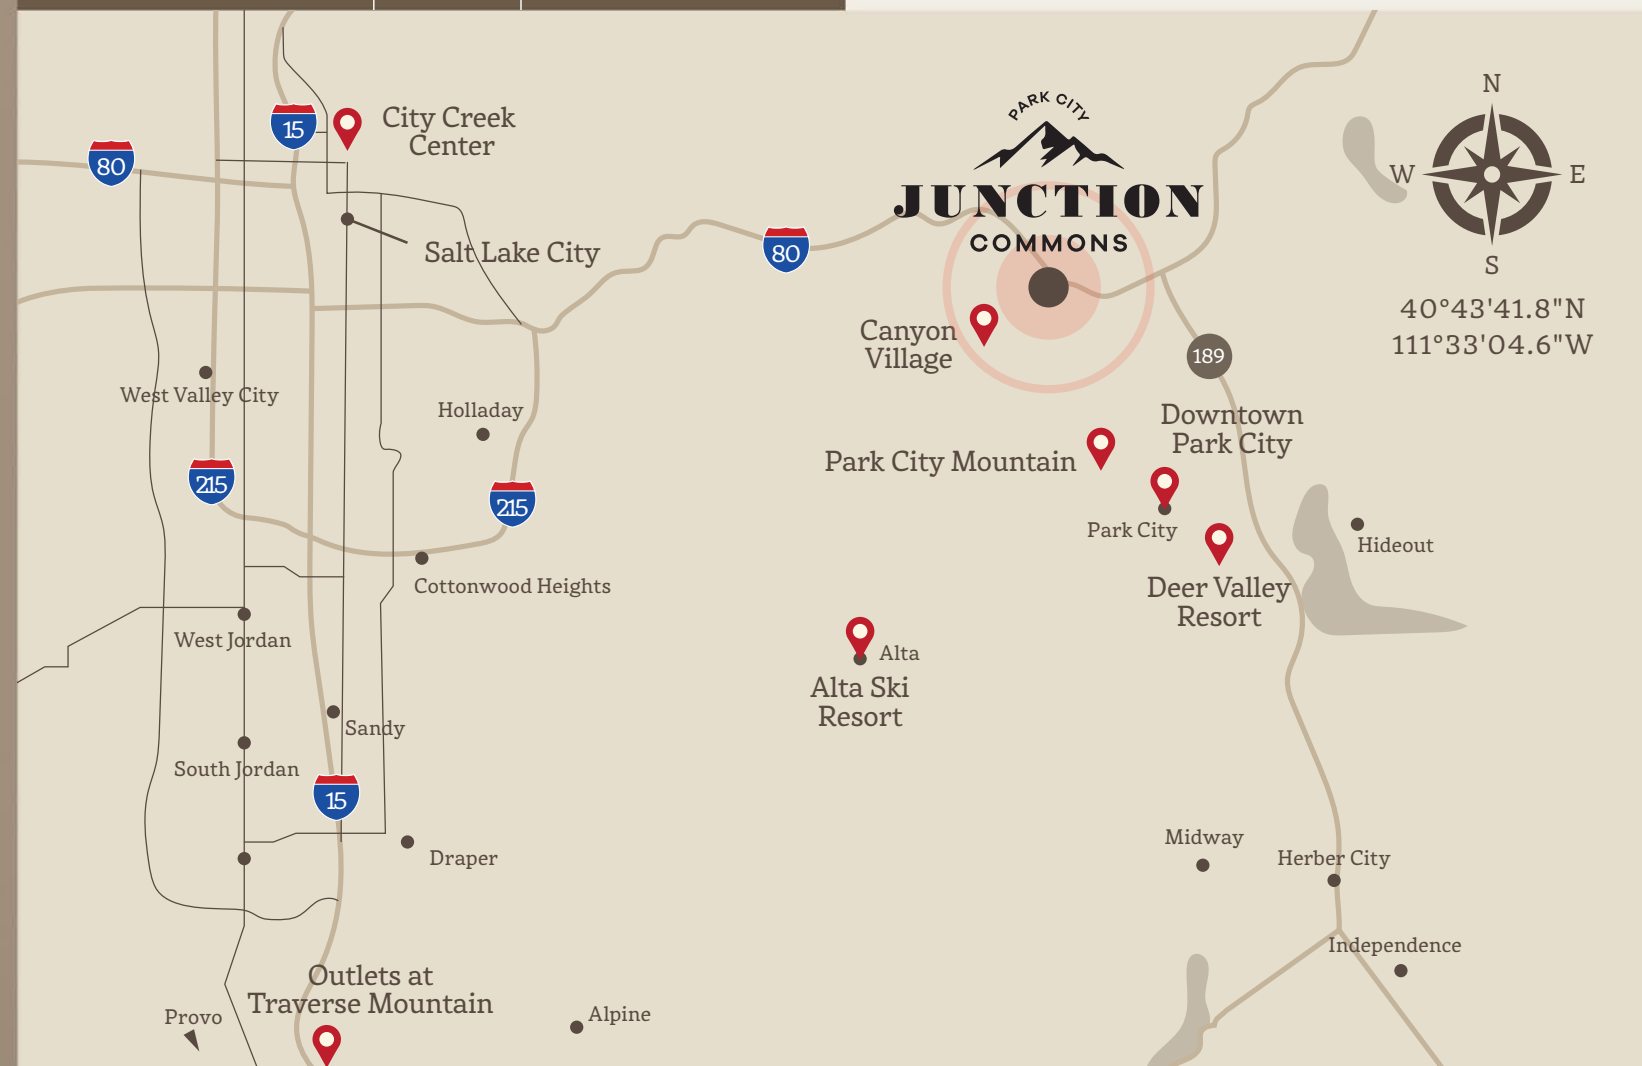 PARK CITY
JUNCTION
COMMONS
N
W
E
S
40°43'41.8"N
111°33'04.6"W
15
City Creek
Center
80
Salt Lake City
80
Canyon
Village
189
West Valley City
Holladay
Downtown
Park City
Park City Mountain
215
215
Park City
Hideout
Cottonwood Heights
Deer Valley
Resort
West Jordan
Alta
Alta Ski
Resort
Sandy
South Jordan
15
Draper
Midway
Herber City
Independence
Outlets at
Traverse Mountain
Provo
Alpine